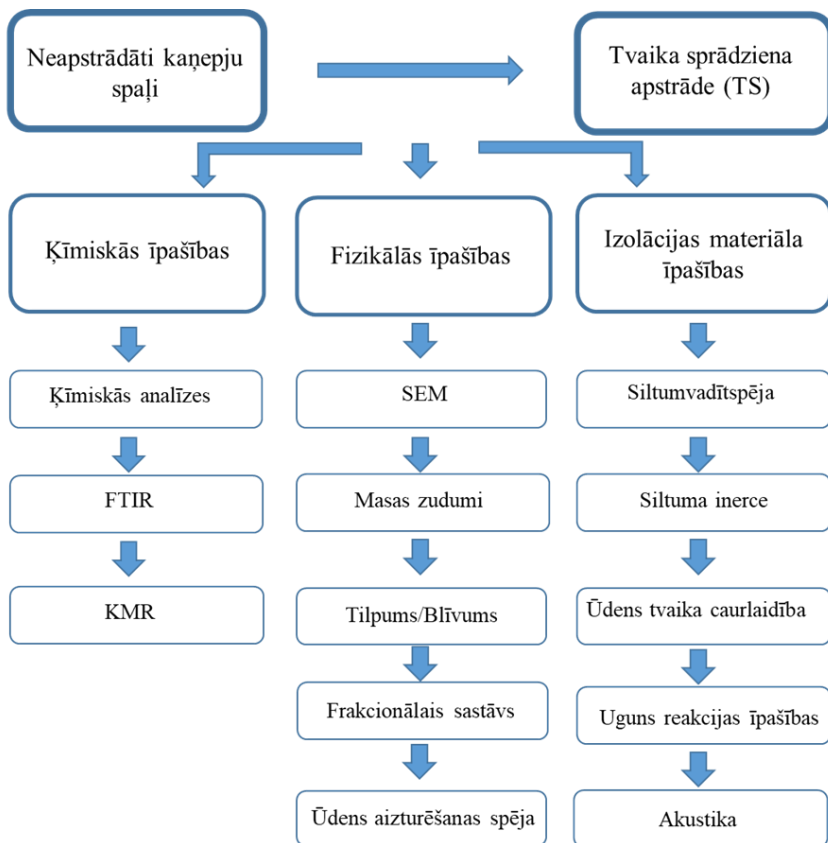 Neapstrādāti kaņepju
spaļi
Tvaika sprādziena
apstrāde (TS)
Ķīmiskās īpašības
Fizikālās īpašības
Izolācijas materiāla
īpašības
Ķīmiskās analīzes
SEM
Siltumvadītspēja
FTIR
Masas zudumi
Siltuma inerce
KMR
Tilpums/Blīvums
Ūdens tvaika caurlaidība
Frakcionālais sastāvs
Uguns reakcijas īpašības
Ūdens aizturēšanas spēja
Akustika